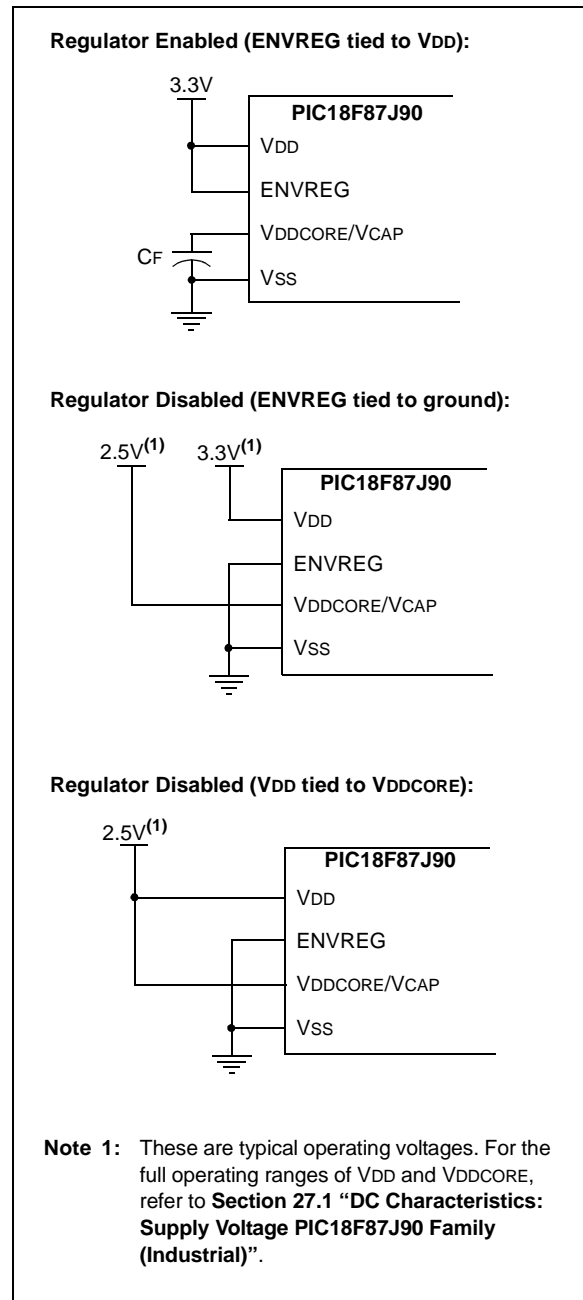 Regulator Enabled (ENVREG tied to VDD):
3.3V
PIC18F87J90
VDD
ENVREG
VDDCORE/VCAP
CF
VSS
Regulator Disabled (ENVREG tied to ground):
2.5V(1) 3.3V(1)
PIC18F87J90
VDD
ENVREG
VDDCORE/VCAP
VSS
Regulator Disabled (VDD tied to VDDCORE):
2.5V(1)
PIC18F87J90
VDD
ENVREG
VDDCORE/VCAP
VSS
Note 1: These are typical operating voltages. For the
full operating ranges of VDD and VDDCORE,
refer to Section 27.1 “DC Characteristics:
Supply Voltage PIC18F87J90 Family
(Industrial)”.